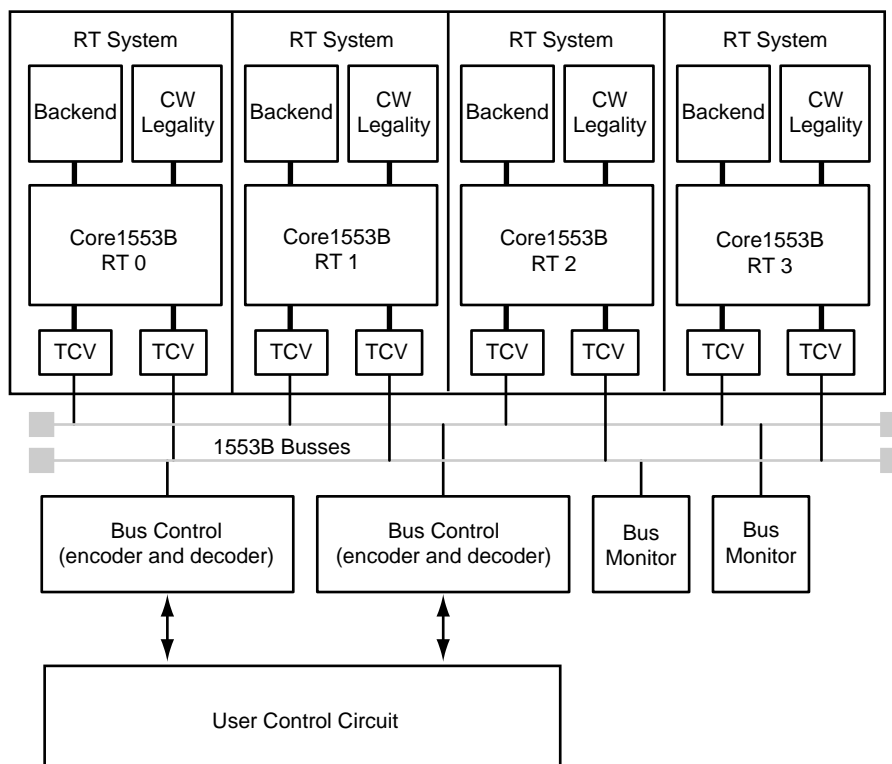 RT System
RT System
RT System
RT System
Backend
CW
Legality
Backend
CW
Legality
Backend
CW
Legality
Backend
CW
Legality
Core1553B
RT 0
Core1553B
RT 1
Core1553B
RT 2
Core1553B
RT 3
TCV
TCV
TCV
TCV
TCV
TCV
TCV
TCV
1553B Busses
Bus Control
(encoder and decoder)
Bus Control
(encoder and decoder)
Bus
Monitor
Bus
Monitor
User Control Circuit